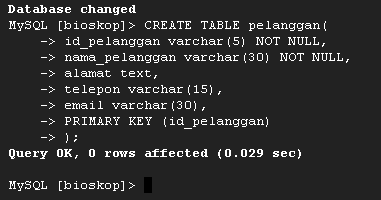 Database changed
MySQL [bioskop]> CREATE TABLE pelanggan(
    -> id_pelanggan varchar(5) NOT NULL,
    -> nama_pelanggan varchar(30) NOT NULL,
    -> alamat text,
    -> telepon varchar(15),
    -> email varchar(30),
    -> PRIMARY KEY (id_pelanggan)
    -> );
Query OK, 0 rows affected (0.029 sec)
MySQL [bioskop]>